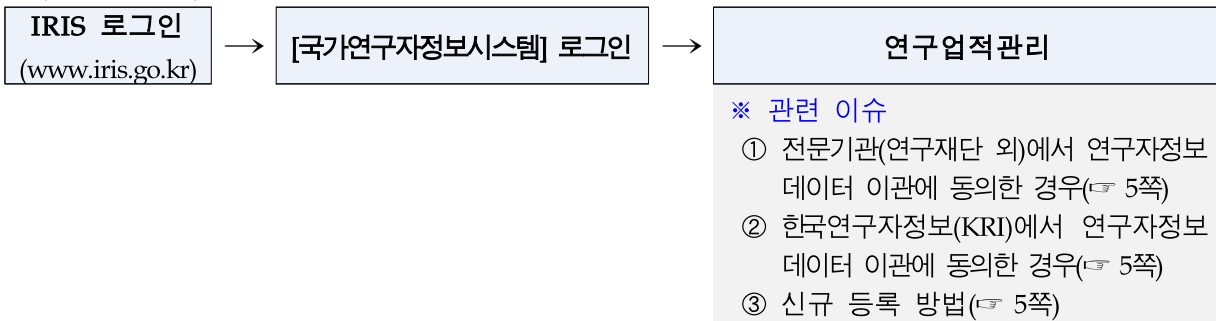 IRIS 로그인
(www.iris.go.kr)
→
[국가연구자정보시스템] 로그인
→
연구업적관리
※ 관련 이슈
① 전문기관(연구재단 외)에서 연구자정보
데이터 이관에 동의한 경우(☞ 5쪽)
② 한국연구자정보(KRI)에서 연구자정보
데이터 이관에 동의한 경우(☞ 5쪽)
③ 신규 등록 방법(☞ 5쪽)